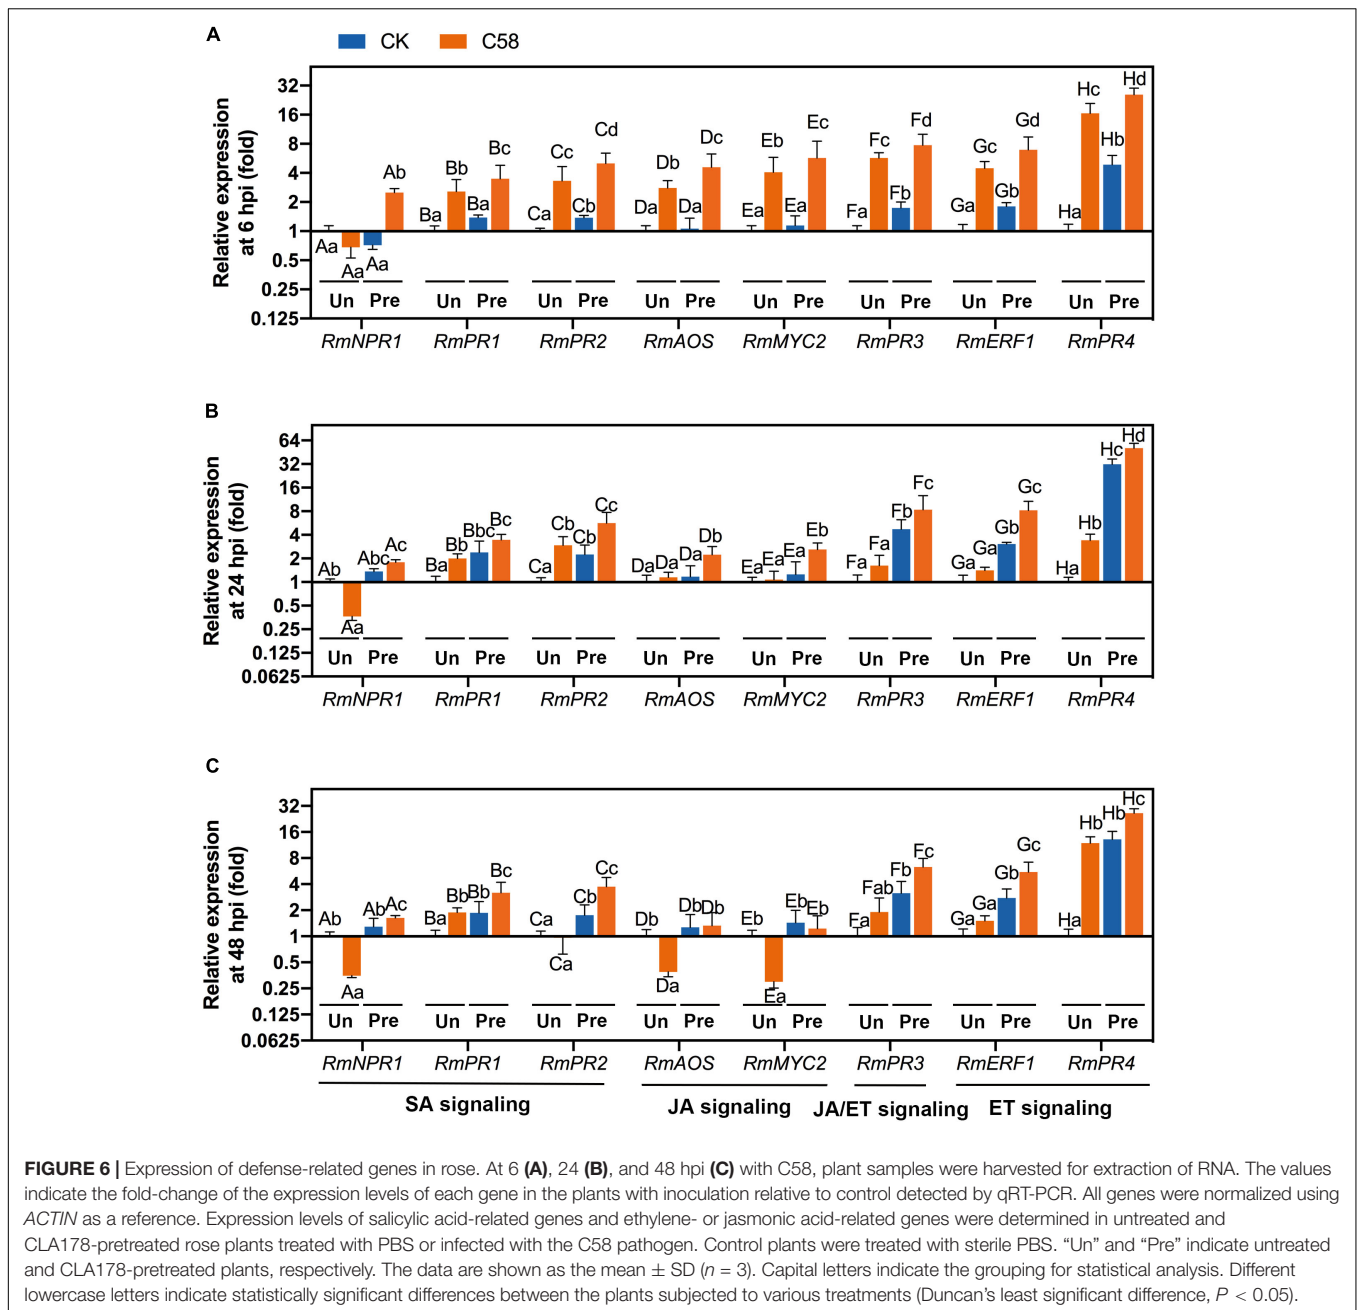 A
CK C58
Relative expression
at 6 hpi (fold)
32
16
8
4
2
1
0.5
0.25
0.125
Aa Aa Aa Ab
Ba Bb Ba Bc
Ca Cc Cb Cd
Da Db Da Dc
Ea Eb Ea Ec
Fa Fc Fb Fd
Ga Gc Gb Gd
Ha Hc Hb Hd
Un Pre Un Pre Un Pre Un Pre Un Pre Un Pre Un Pre Un Pre
RmNPR1 RmPR1 RmPR2 RmAOS RmMYC2 RmPR3 RmERF1 RmPR4
B
Relative expression
at 24 hpi (fold)
64
32
16
8
4
2
1
0.5
0.25
0.125
0.0625
Ab Aa Abc Ac
Ba Bb Bbc Bc
Ca Cb Cb Cc
Da Da Da Db
Ea Ea Ea Eb
Fa Fa Fb Fc
Ga Ga Gb Gc
Ha Hb Hc Hd
Un Pre Un Pre Un Pre Un Pre Un Pre Un Pre Un Pre Un Pre
RmNPR1 RmPR1 RmPR2 RmAOS RmMYC2 RmPR3 RmERF1 RmPR4
C
Relative expression
at 48 hpi (fold)
32
16
8
4
2
1
0.5
0.25
0.125
0.0625
Ab Aa Ab Ac
Ba Bb Bb Bc
Ca Ca Cb Cc
Db Da Db Db
Eb Ea Eb Eb
Fa Fab Fb Fc
Ga Ga Gb Gc
Ha Hb Hb Hc
Un Pre Un Pre Un Pre Un Pre Un Pre Un Pre Un Pre Un Pre
RmNPR1 RmPR1 RmPR2 RmAOS RmMYC2 RmPR3 RmERF1 RmPR4
SA signaling JA signaling JA/ET signaling ET signaling
FIGURE 6 | Expression of defense-related genes in rose. At 6 (A), 24 (B), and 48 hpi (C) with C58, plant samples were harvested for extraction of RNA. The values
indicate the fold-change of the expression levels of each gene in the plants with inoculation relative to control detected by qRT-PCR. All genes were normalized using
ACTIN as a reference. Expression levels of salicylic acid-related genes and ethylene- or jasmonic acid-related genes were determined in untreated and
CLA178-pretreated rose plants treated with PBS or infected with the C58 pathogen. Control plants were treated with sterile PBS. “Un” and “Pre” indicate untreated
and CLA178-pretreated plants, respectively. The data are shown as the mean ± SD (n = 3). Capital letters indicate the grouping for statistical analysis. Different
lowercase letters indicate statistically significant differences between the plants subjected to various treatments (Duncan’s least significant difference, P < 0.05).